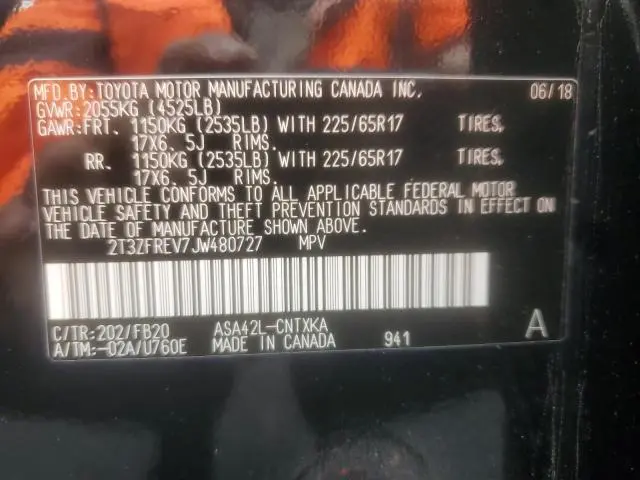 MFD.BY:TOYOTA MOTOR MANUFACTURING CANADA INC. 06/18
GVWR:2055KG (4525LB)
GAWR:FRT. 1150KG (2535LB) WITH 225/65R17 TIRES,
17X6.5J RIMS.
RR. 1150KG (2535LB) WITH 225/65R17 TIRES,
17X6.5J RIMS.
THIS VEHICLE CONFORMS TO ALL APPLICABLE FEDERAL MOTOR
VEHICLE SAFETY AND THEFT PREVENTION STANDARDS IN EFFECT ON
THE DATE OF MANUFACTURE SHOWN ABOVE.
2T3ZFREV7JW480727 MPV
C/TR:202/FB20 ASA42L-CNTXKA
A/TM:-02A/U760E MADE IN CANADA 941 A